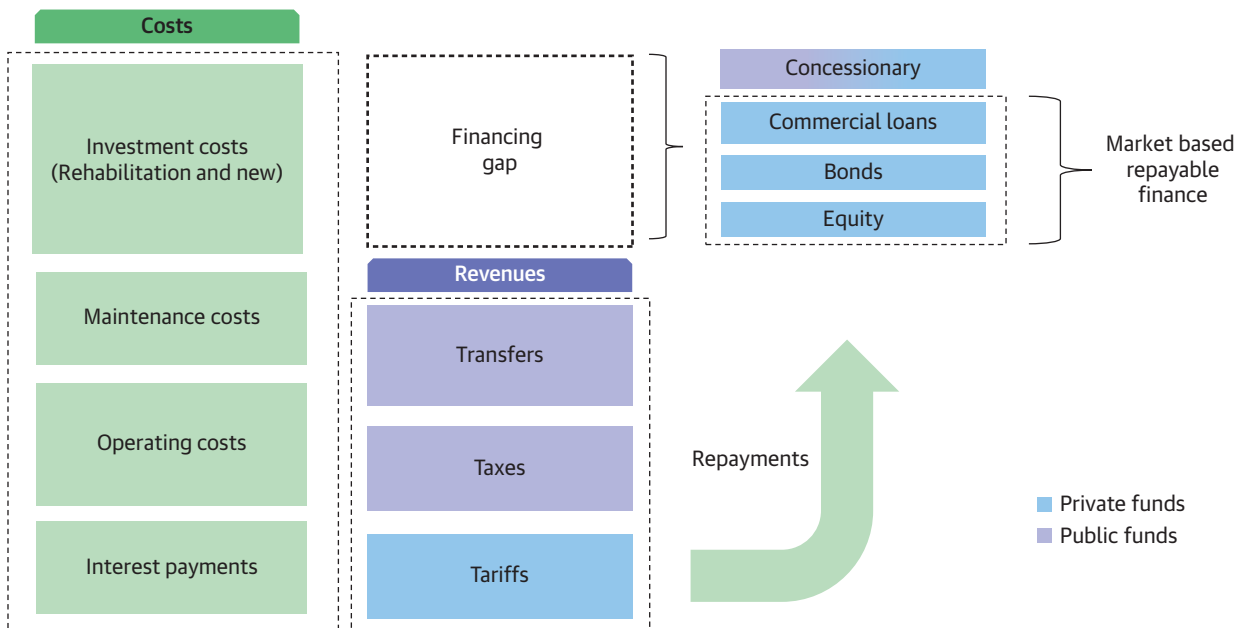 Costs
Investment costs
(Rehabilitation and new)
Maintenance costs
Operating costs
Interest payments
Financing
gap
Revenues
Transfers
Taxes
Tariffs
Concessionary
Commercial loans
Bonds
Equity
Market based
repayable
finance
Repayments
Private funds
Public funds